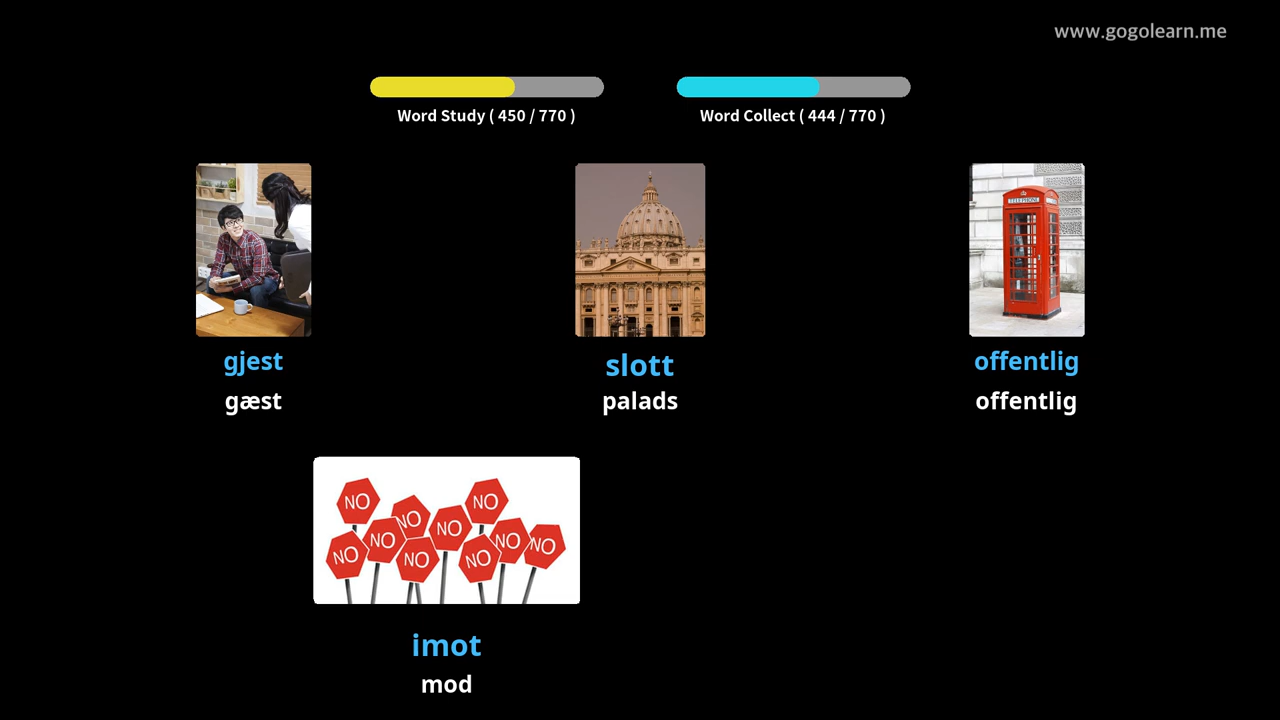 www.gogolearn.me
Word Study ( 450 / 770 )
Word Collect ( 444 / 770 )
TELEPHONE
gjest
slott
offentlig
gæst
palads
offentlig
NO
NO
NO
NO
NO
NO
NO
NO
NO
NO
imot
mod